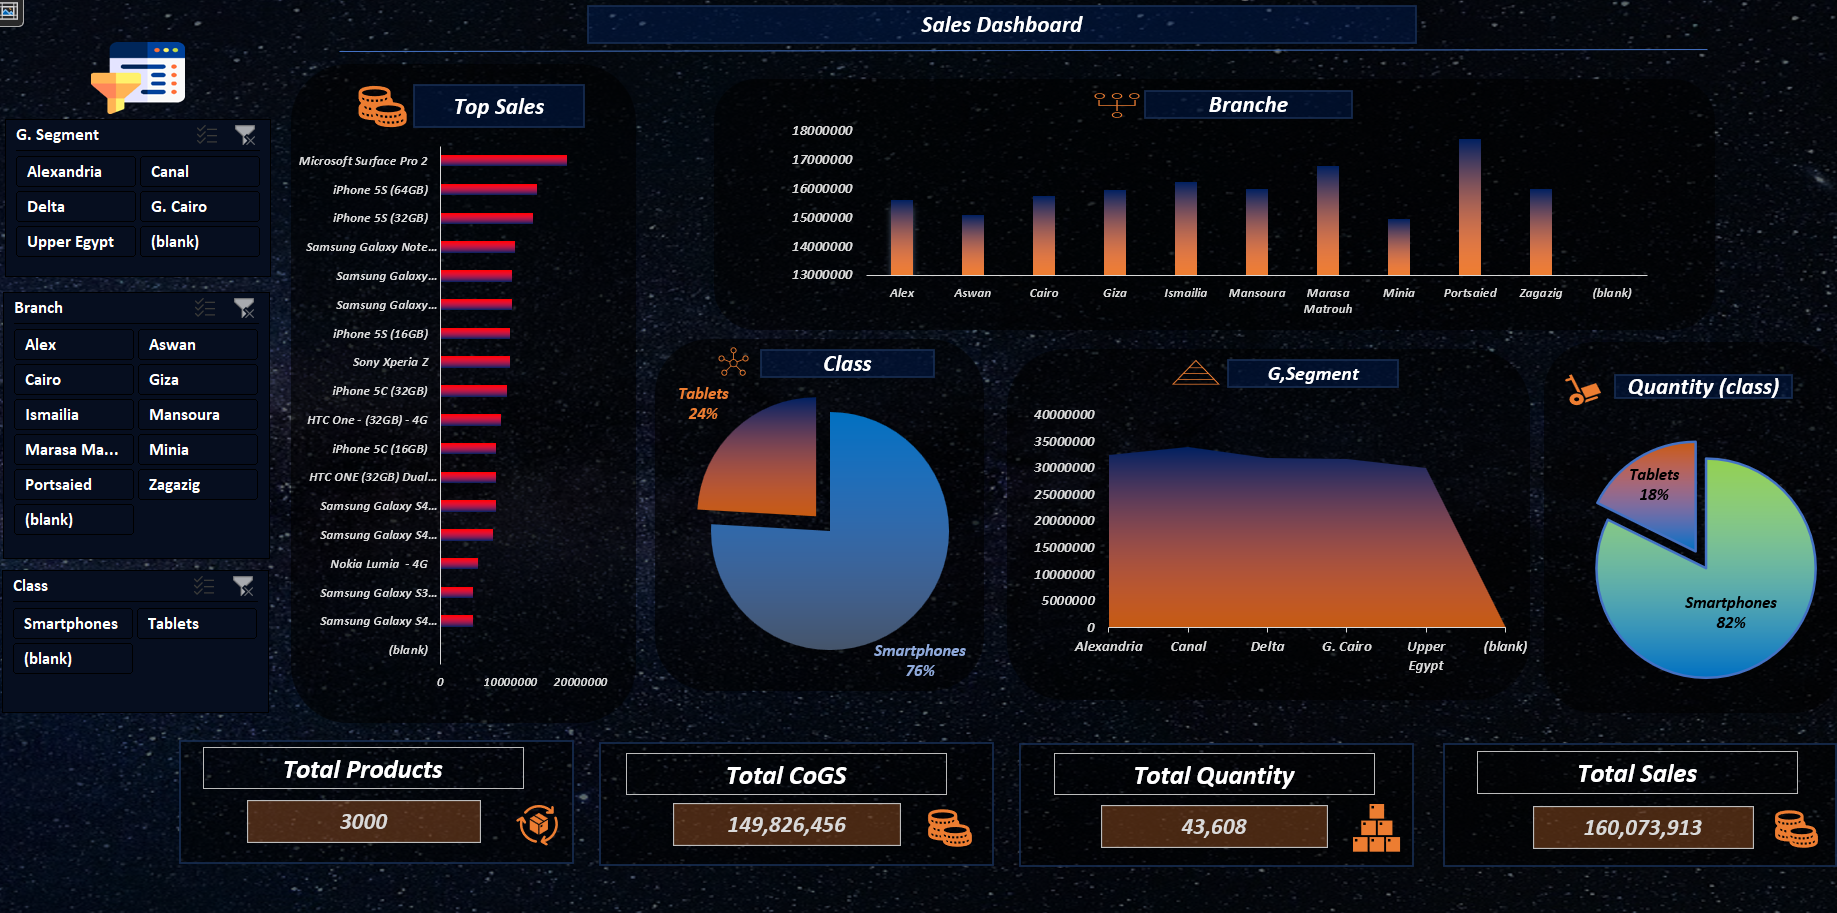 Sales Dashboard
G. Segment
Alexandria
Canal
Delta
G. Cairo
Upper Egypt
(blank)
Branch
Alex
Aswan
Cairo
Giza
Ismailia
Mansoura
Marasa Ma...
Minia
Portsaied
Zagazig
(blank)
Class
Smartphones
Tablets
(blank)
Top Sales
Microsoft Surface Pro 2
iPhone 5S (64GB)
iPhone 5S (32GB)
Samsung Galaxy Note...
Samsung Galaxy...
Samsung Galaxy...
iPhone 5S (16GB)
Sony Xperia Z
iPhone 5C (32GB)
HTC One - (32GB) - 4G
iPhone 5C (16GB)
HTC ONE (32GB) Dual...
Samsung Galaxy S4...
Samsung Galaxy S4...
Nokia Lumia - 4G
Samsung Galaxy S3...
Samsung Galaxy S4...
(blank)
0 10000000 20000000
Branche
18000000
17000000
16000000
15000000
14000000
13000000
Alex
Aswan
Cairo
Giza
Ismailia
Mansoura
Marasa
Matrouh
Minia
Portsaied
Zagazig
(blank)
Class
Tablets
24%
Smartphones
76%
G,Segment
40000000
35000000
30000000
25000000
20000000
15000000
10000000
5000000
0
Alexandria
Canal
Delta
G. Cairo
Upper
Egypt
(blank)
Quantity (class)
Tablets
18%
Smartphones
82%
Total Products
3000
Total CoGS
149,826,456
Total Quantity
43,608
Total Sales
160,073,913